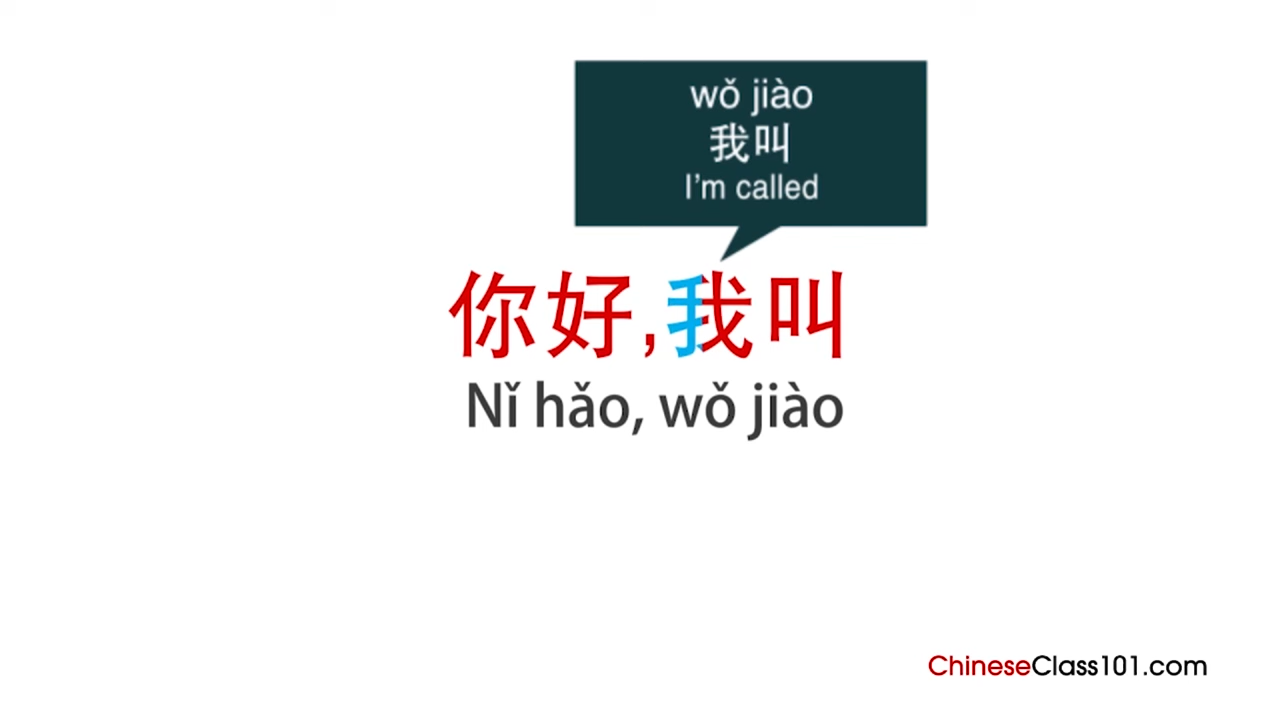 wǒ jiào
我叫
I'm called
你好,我叫
Nǐ hǎo, wǒ jiào
ChineseClass101.com